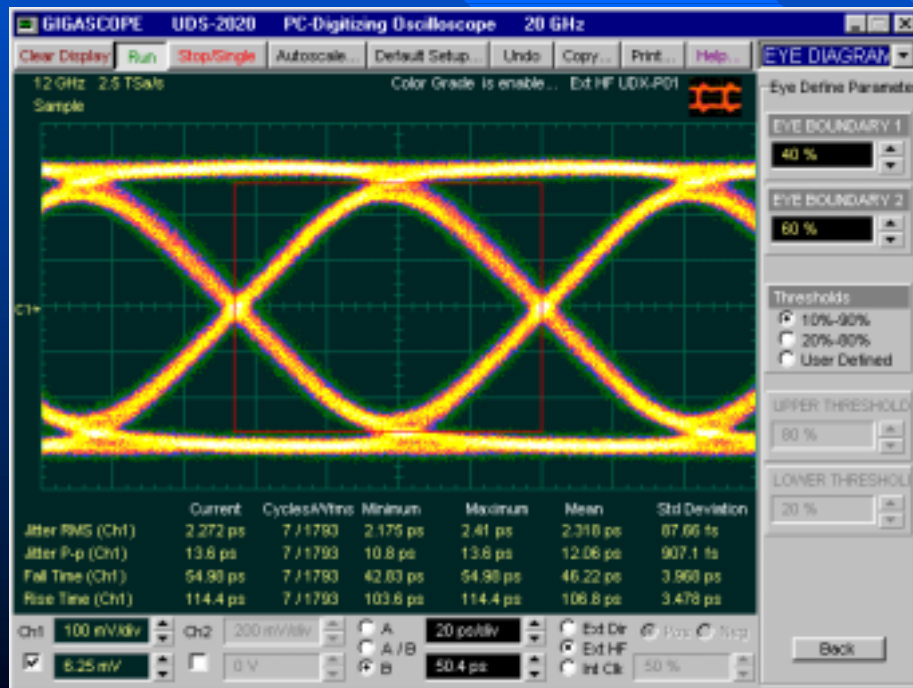 GIGASCOPE UDS-2020 PC-Digitizing Oscilloscope 20 GHz
Clear Display Run Stop/Single Autoscale... Default Setup... Undo Copy... Print... Help... EYE DIAGRAM
12 GHz 2.5 TSa/s Color Grade is enable... Ext HF UDX-P01
Sample
Eye Define Parameter
EYE BOUNDARY 1
40 %
EYE BOUNDARY 2
60 %
C1
Thresholds
10%-90%
20%-80%
User Defined
UPPER THRESHOLD
80 %
LOWER THRESHOLD
20 %
Current Cycles/Wfms Minimum Maximum Mean Std Deviation
Jitter RMS (Ch1) 2.272 ps 7 / 1793 2.175 ps 2.41 ps 2.318 ps 87.66 fs
Jitter P-p (Ch1) 13.6 ps 7 / 1793 10.8 ps 13.6 ps 12.06 ps 907.1 fs
Fall Time (Ch1) 54.98 ps 7 / 1793 42.83 ps 54.98 ps 46.22 ps 3.968 ps
Rise Time (Ch1) 114.4 ps 7 / 1793 103.6 ps 114.4 ps 106.8 ps 3.478 ps
Ch1 100 mV/div Ch2 200 mV/div A 20 ps/div Ext Dir Pos Neg
A / B Ext HF
6.25 mV 0 V B 50.4 ps Int Clk 50 %
Back